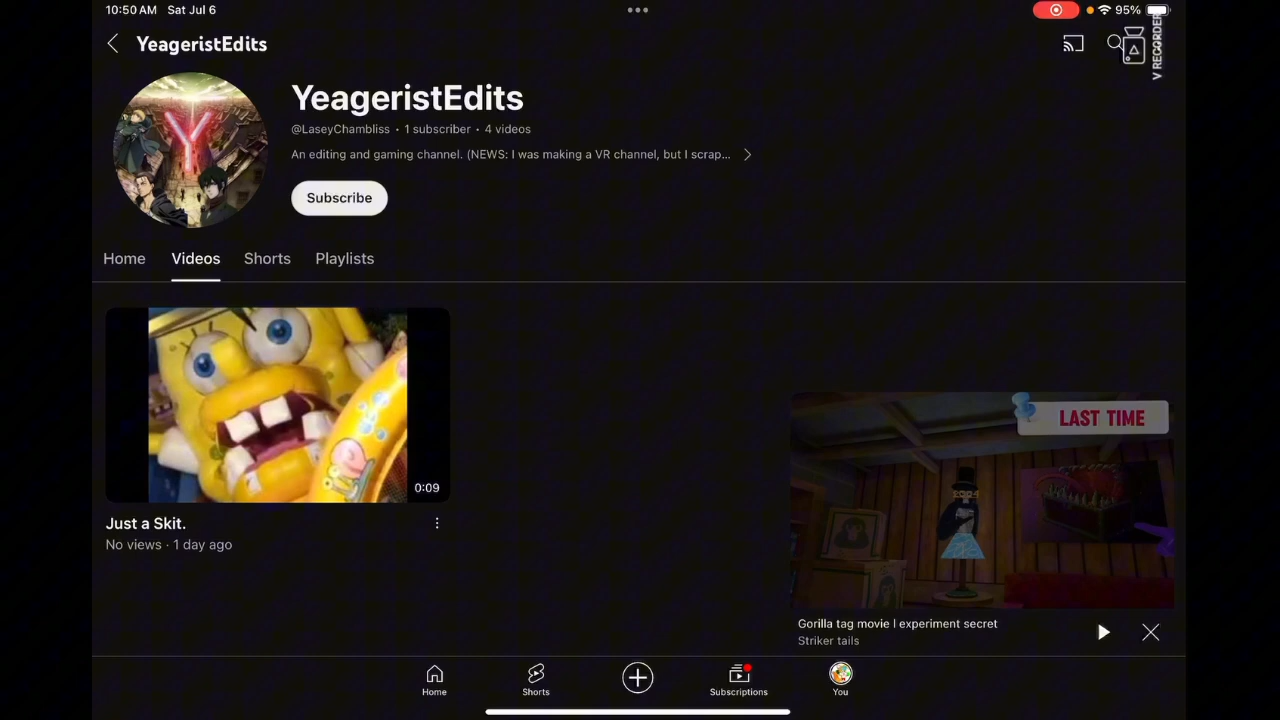 10:50 AM Sat Jul 6
95%
YeageristEdits
V RECORDER
YeageristEdits
@LaseyChambliss • 1 subscriber • 4 videos
An editing and gaming channel. (NEWS: I was making a VR channel, but I scrap...
Subscribe
Home Videos Shorts Playlists
LAST TIME
0:09
Just a Skit.
No views · 1 day ago
Gorilla tag movie I experiment secret
Striker tails
Home Shorts Subscriptions You